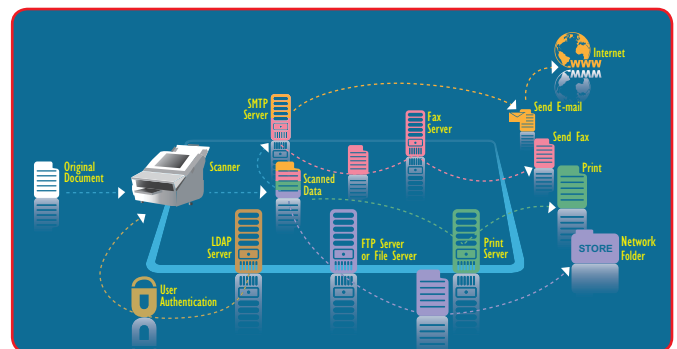 Internet
WWW
SMTP
Server
Send E-mail
Fax
Server
Send Fax
Original
Document
Scanner
Scanned
Data
Print
LDAP
Server
FTP Server
or File Server
Print
Server
STORE
Network
Folder
User
Authentication